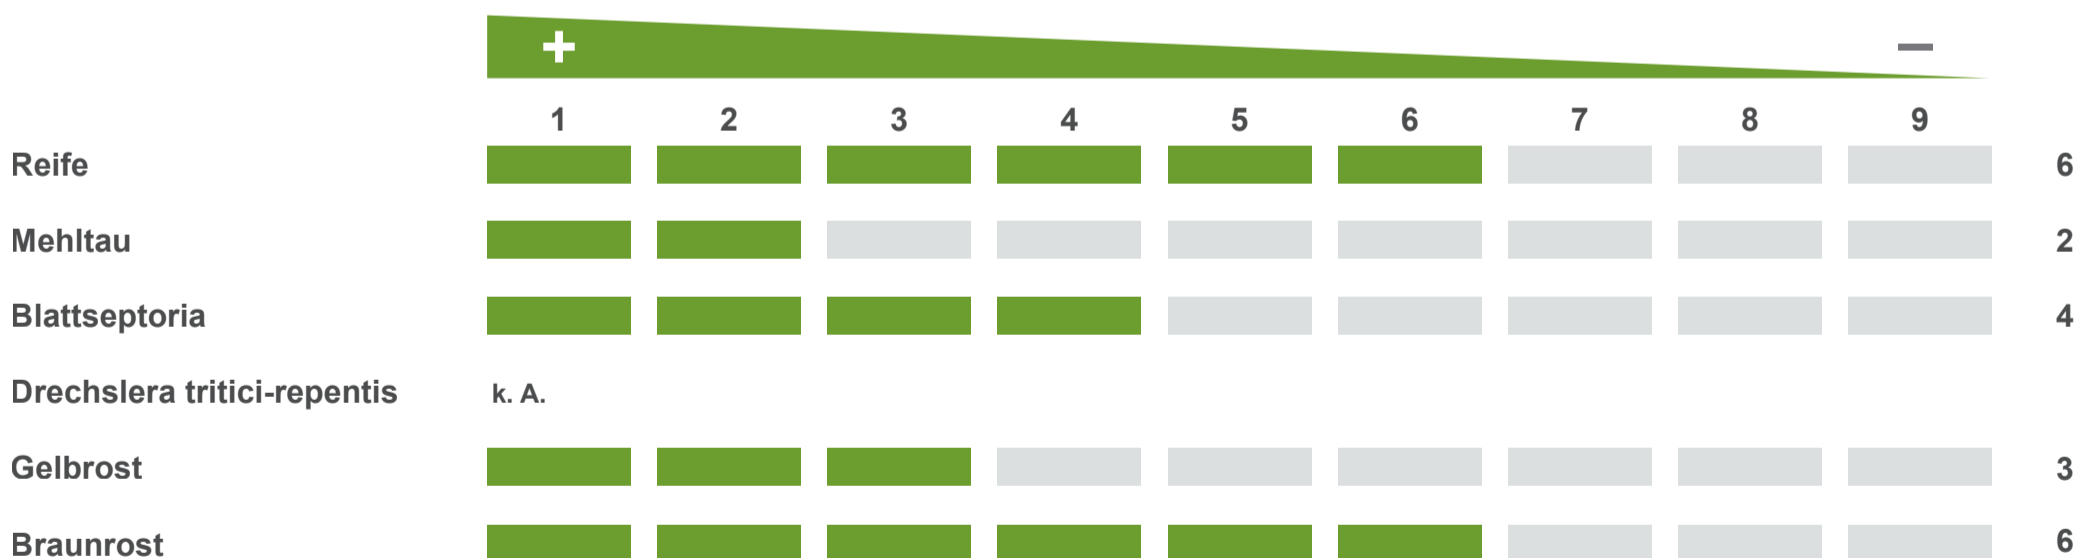 + −
1 2 3 4 5 6 7 8 9
Reife 6
Mehltau 2
Blattseptoria 4
Drechslera tritici-repentis k. A.
Gelbrost 3
Braunrost 6